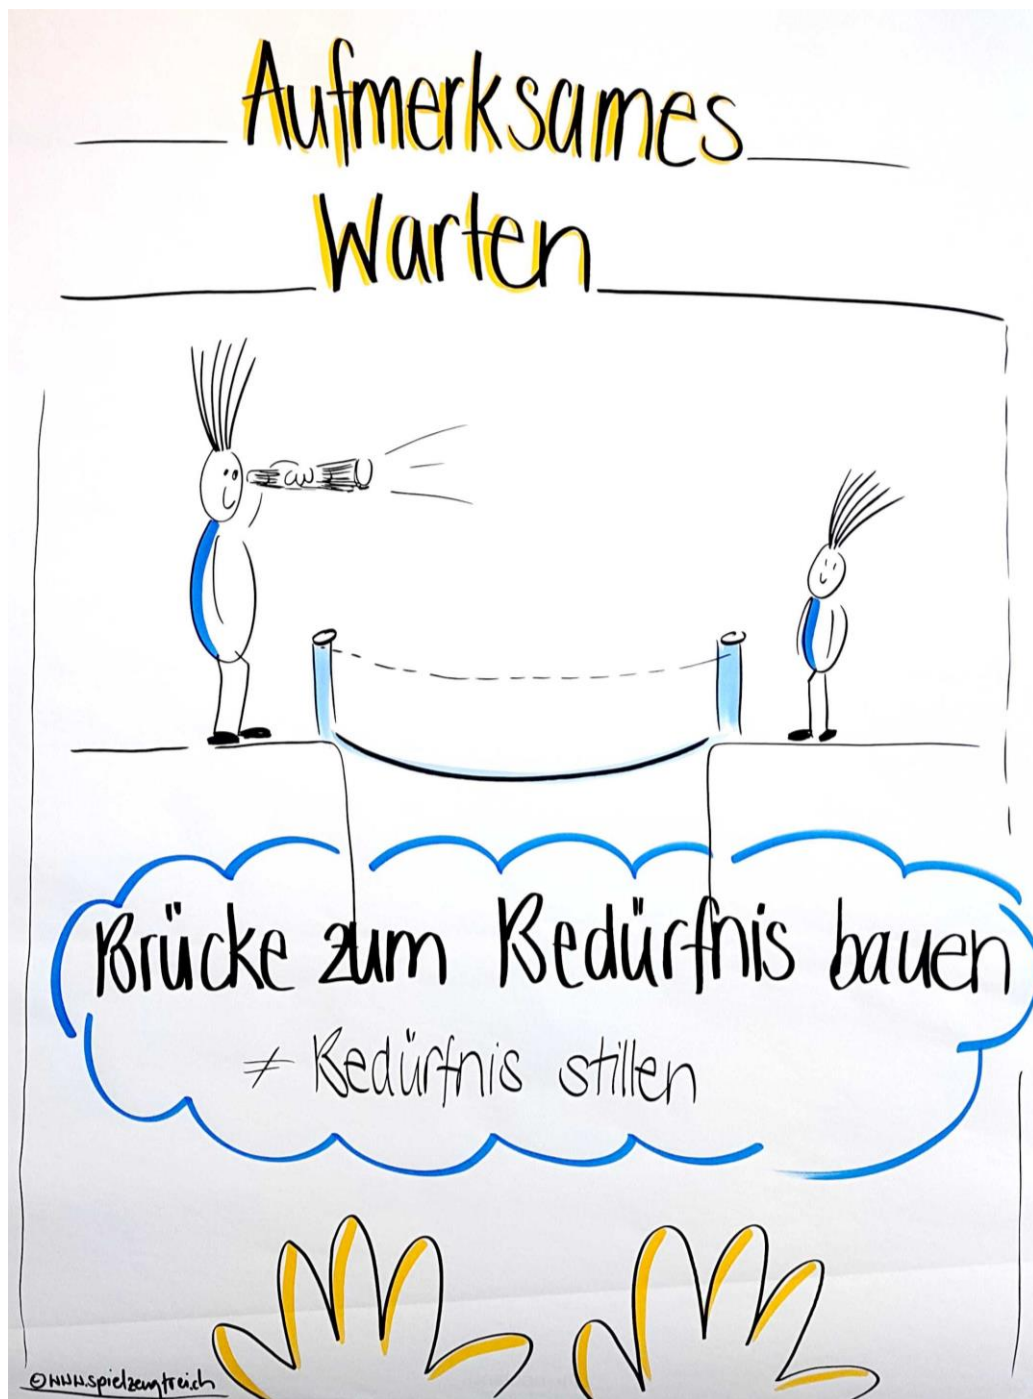 Aufmerksames
Warten
Brücke zum Bedürfnis bauen
≠ Bedürfnis stillen
©www.spielzeugfrei.ch